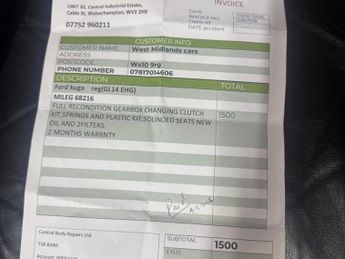 UNIT 32, Central Industrial Estate,
Cable St, Wolverhampton, WV2 2HX
07752 960211
INVOICE
DATE
INVOICE NO.
Claim ref
DATE accident
CUSTOMER INFO
CUSTOMER NAME West Midlands cars
ADDRESS
POSTCODE Ws10 9rg
PHONE NUMBER 07817014606
DESCRIPTION TOTAL
Ford kuga reg(GL14 EHG)
MILEG 68216
FULL RECONDITION GEARBOX CHANGING CLUTCH
KIT,SPRINGS AND PLASTIC KIT,SOLINOED SEATS NEW 1500
OIL AND 2FILTERS.
2 MONTHS WARRNTY
Paid
Central Body Repairs Ltd.
TSB BANK
Account
SUBTOTAL 1500